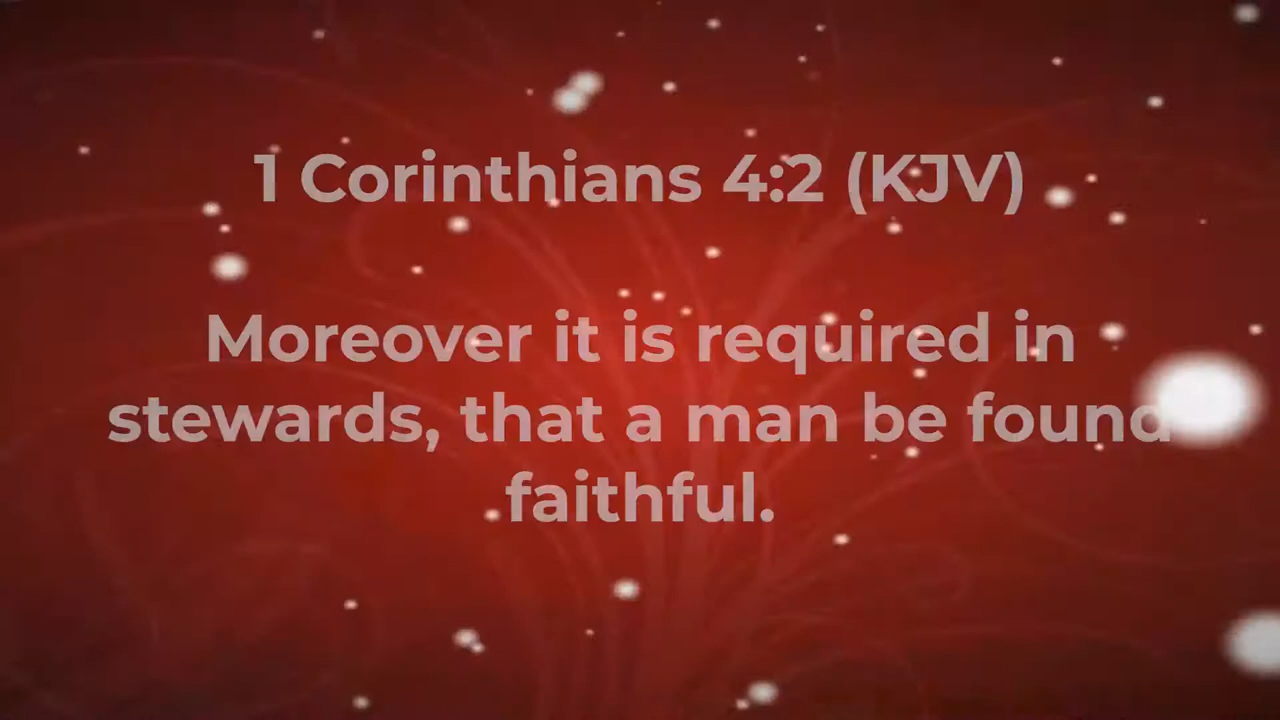 1 Corinthians 4:2 (KJV)
Moreover it is required in
stewards, that a man be found
faithful.